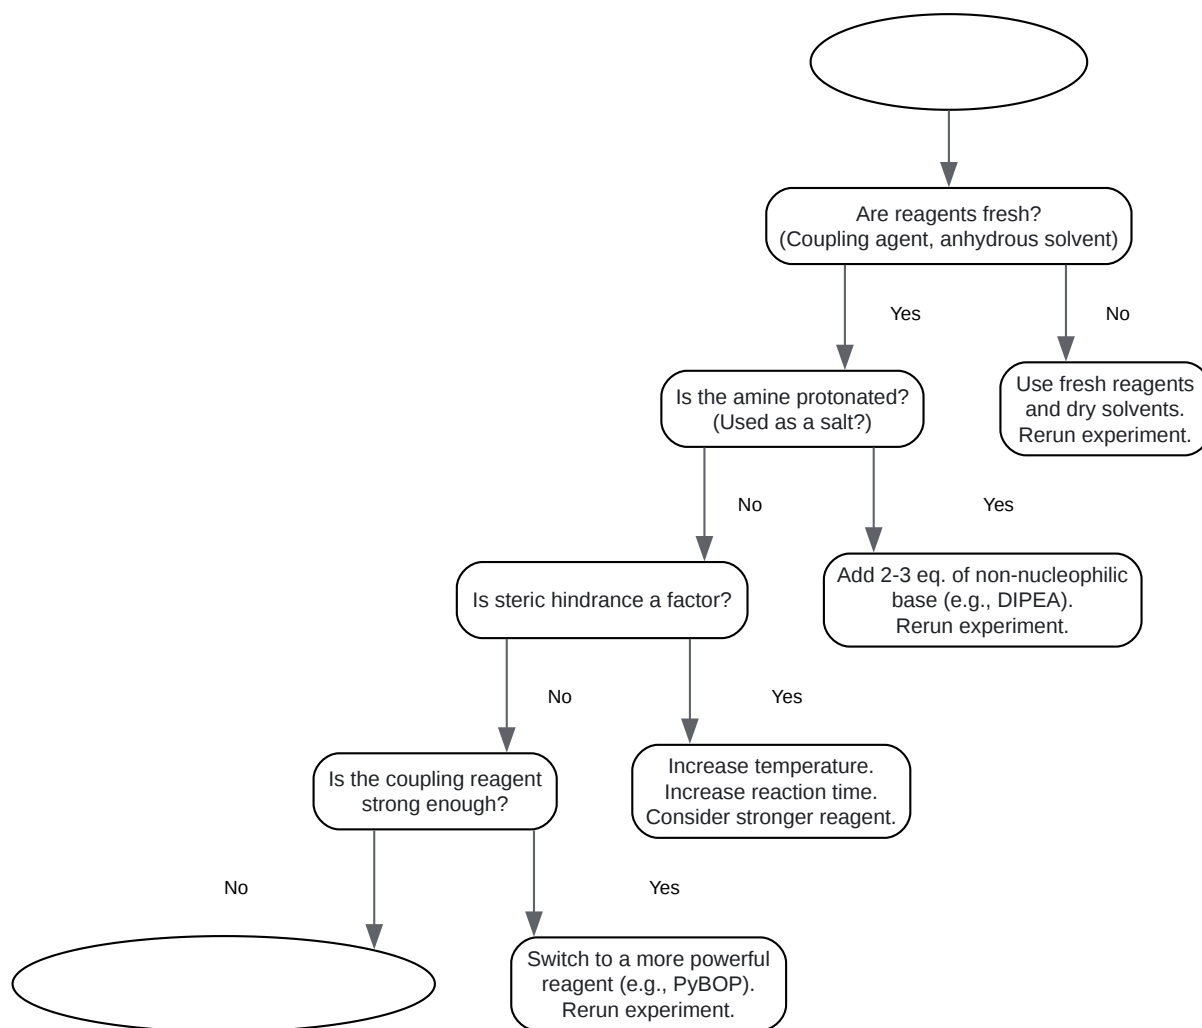 Are reagents fresh?
(Coupling agent, anhydrous solvent)
Yes
No
Is the amine protonated?
(Used as a salt?)
Use fresh reagents
and dry solvents.
Rerun experiment.
No
Yes
Is steric hindrance a factor?
Add 2-3 eq. of non-nucleophilic
base (e.g., DIPEA).
Rerun experiment.
No
Yes
Is the coupling reagent
strong enough?
Increase temperature.
Increase reaction time.
Consider stronger reagent.
No
Yes
Switch to a more powerful
reagent (e.g., PyBOP).
Rerun experiment.